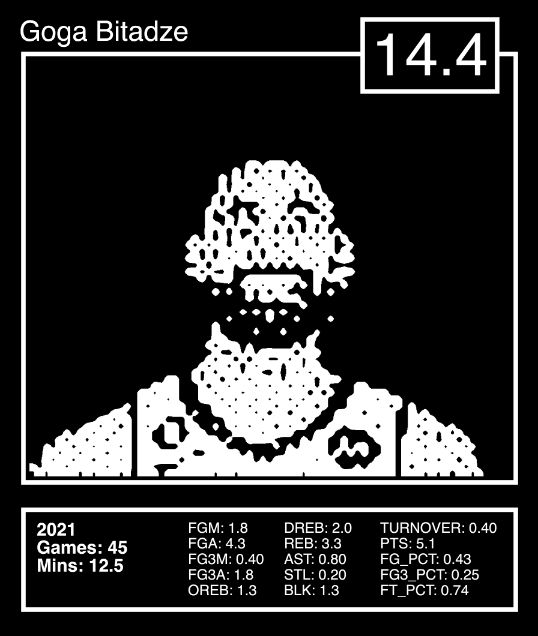 Goga Bitadze
14.4
2021
Games: 45
Mins: 12.5
FGM: 1.8
FGA: 4.3
FG3M: 0.40
FG3A: 1.8
OREB: 1.3
DREB: 2.0
REB: 3.3
AST: 0.80
STL: 0.20
BLK: 1.3
TURNOVER: 0.40
PTS: 5.1
FG_PCT: 0.43
FG3_PCT: 0.25
FT_PCT: 0.74